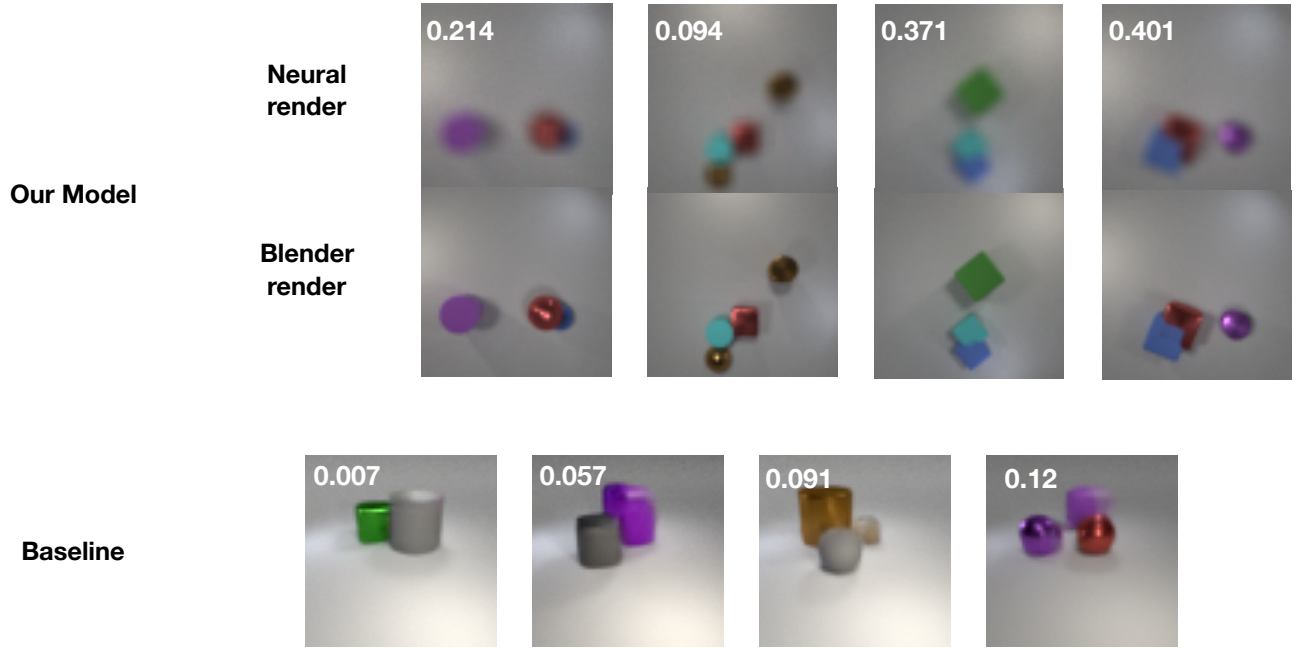 0.214
0.094
0.371
0.401
Neural
render
Our Model
Blender
render
0.007
0.057
0.091
0.12
Baseline